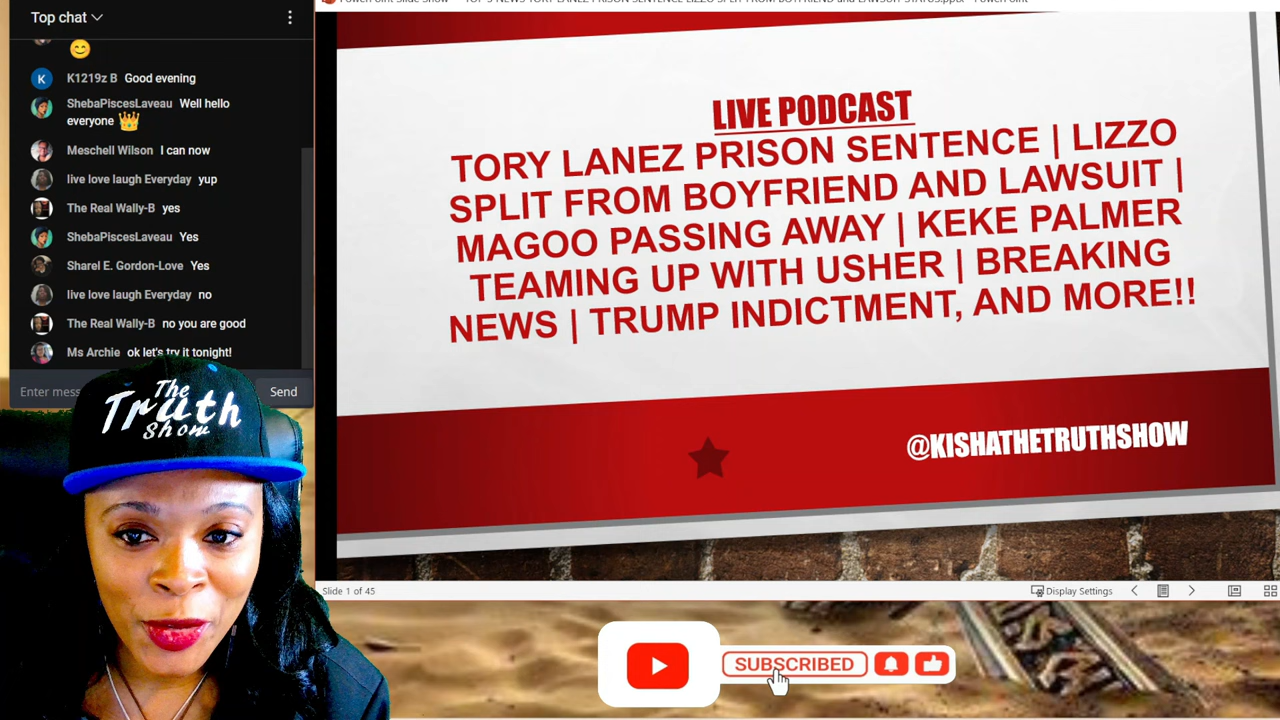 Top chat
K1219z B Good evening
ShebaPiscesLaveau Well hello
everyone
Meschell Wilson I can now
live love laugh Everyday yup
The Real Wally-B yes
ShebaPiscesLaveau Yes
Sharel E. Gordon-Love Yes
live love laugh Everyday no
The Real Wally-B no you are good
Ms Archie ok let's try it tonight!
Enter mess
Send
The
Truth
Show
LIVE PODCAST
TORY LANEZ PRISON SENTENCE | LIZZO
SPLIT FROM BOYFRIEND AND LAWSUIT |
MAGOO PASSING AWAY | KEKE PALMER
TEAMING UP WITH USHER | BREAKING
NEWS | TRUMP INDICTMENT, AND MORE!!
@KISHATHETRUTHSHOW
Slide 1 of 45
Display Settings
SUBSCRIBED